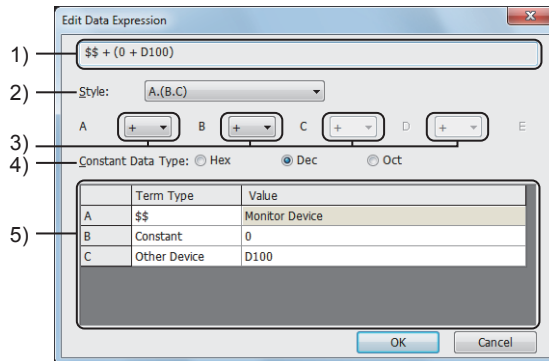 Edit Data Expression
x
1) $$ + (0 + D100)
2) Style: A.(B.C)
A + B + C + D + E
3)
4) Constant Data Type: Hex Dec Oct
Term Type Value
A $$ Monitor Device
B Constant 0
C Other Device D100
5)
OK Cancel